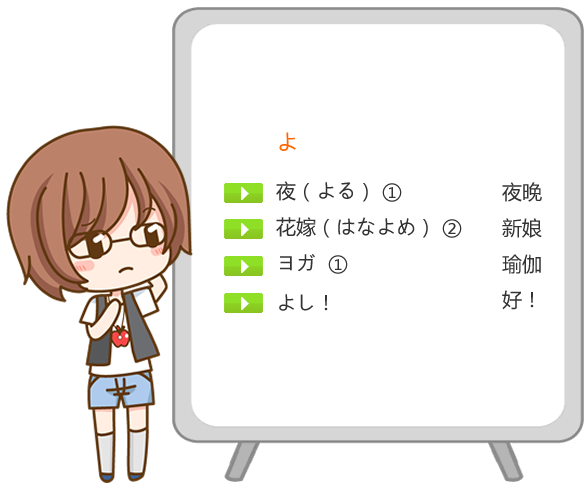 よ
夜（よる）① 夜晚
花嫁（はなよめ）② 新娘
ヨガ ① 瑜伽
よし！ 好！